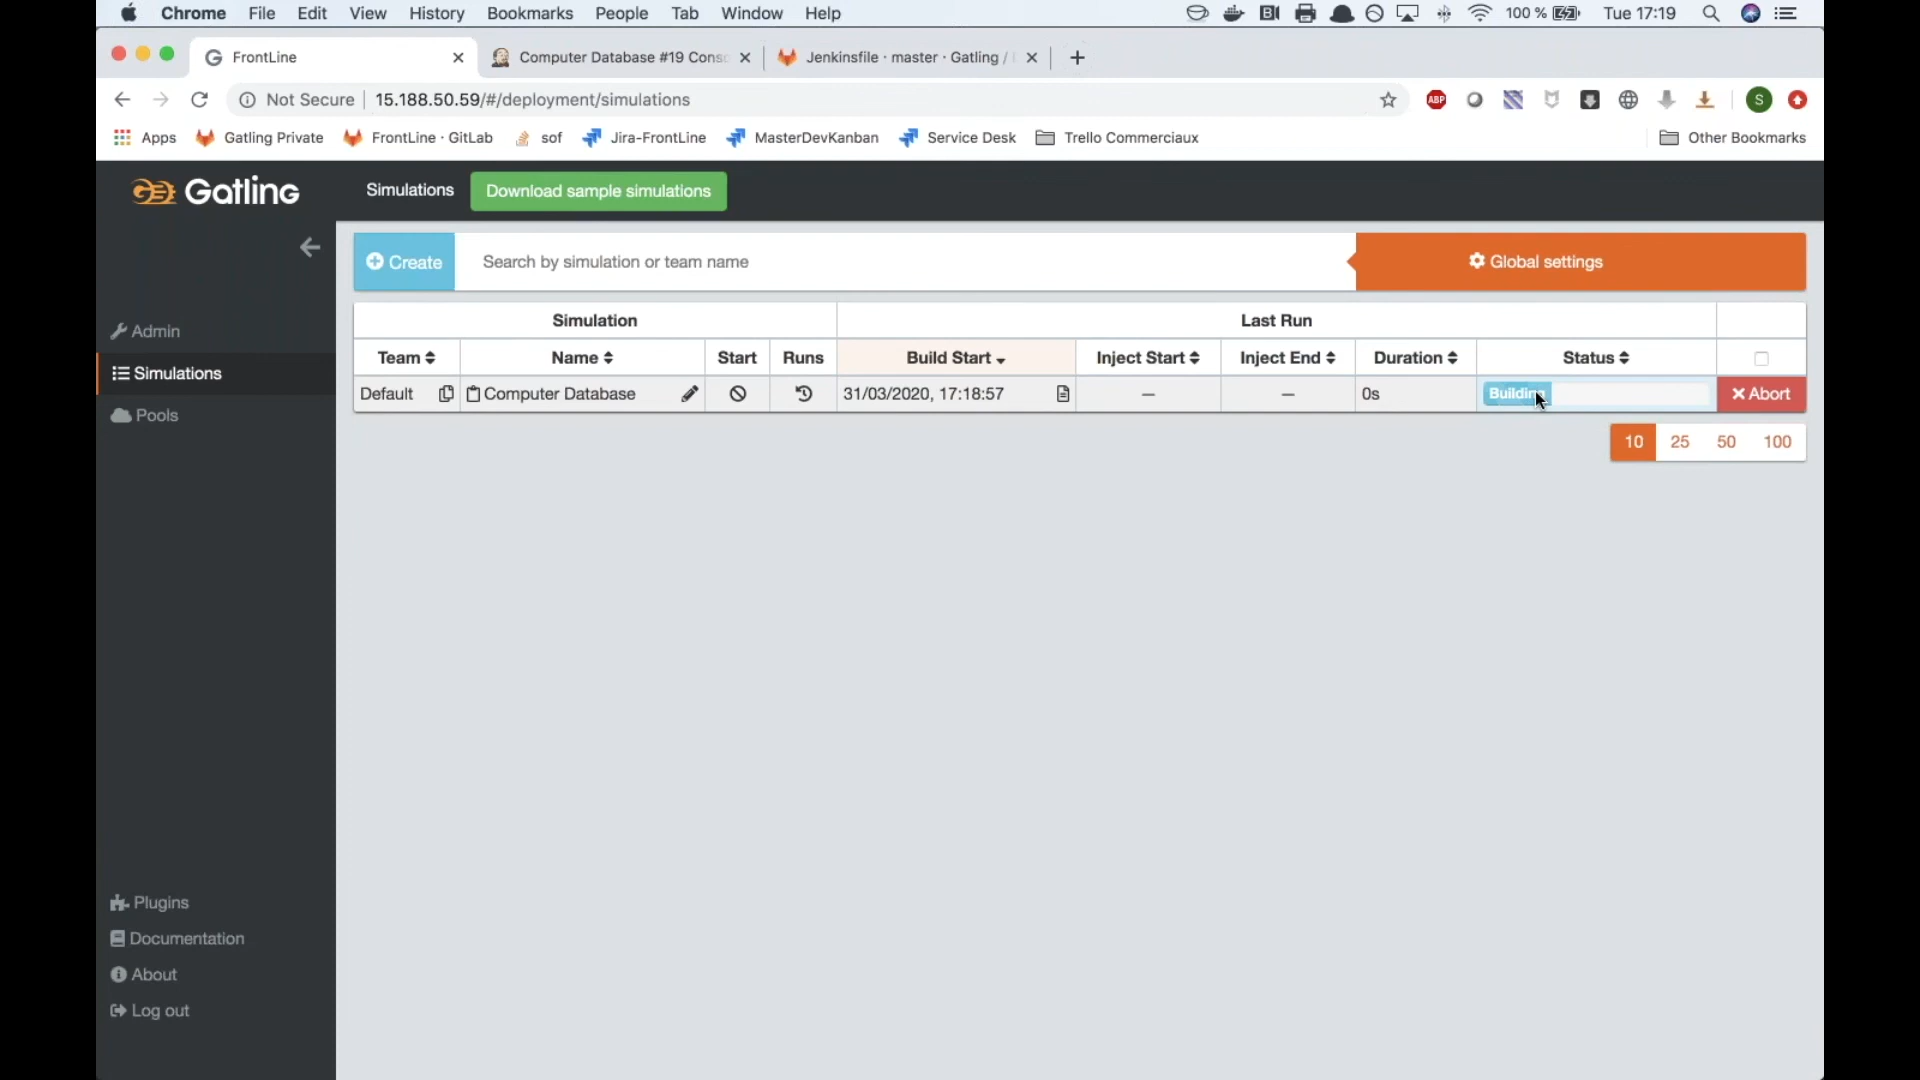 Chrome File Edit View History Bookmarks People Tab Window Help 100 % Tue 17:19
FrontLine Computer Database #19 Conso Jenkinsfile · master · Gatling /
Not Secure 15.188.50.59/#/deployment/simulations ABP S
Apps Gatling Private FrontLine · GitLab sof Jira-FrontLine MasterDevKanban Service Desk Trello Commerciaux Other Bookmarks
Gatling Simulations Download sample simulations
Create Search by simulation or team name Global settings
Simulation Last Run
Team Name Start Runs Build Start Inject Start Inject End Duration Status
Default Computer Database 31/03/2020, 17:18:57 — — 0s Building Abort
10 25 50 100
Admin
Simulations
Pools
Plugins
Documentation
About
Log out